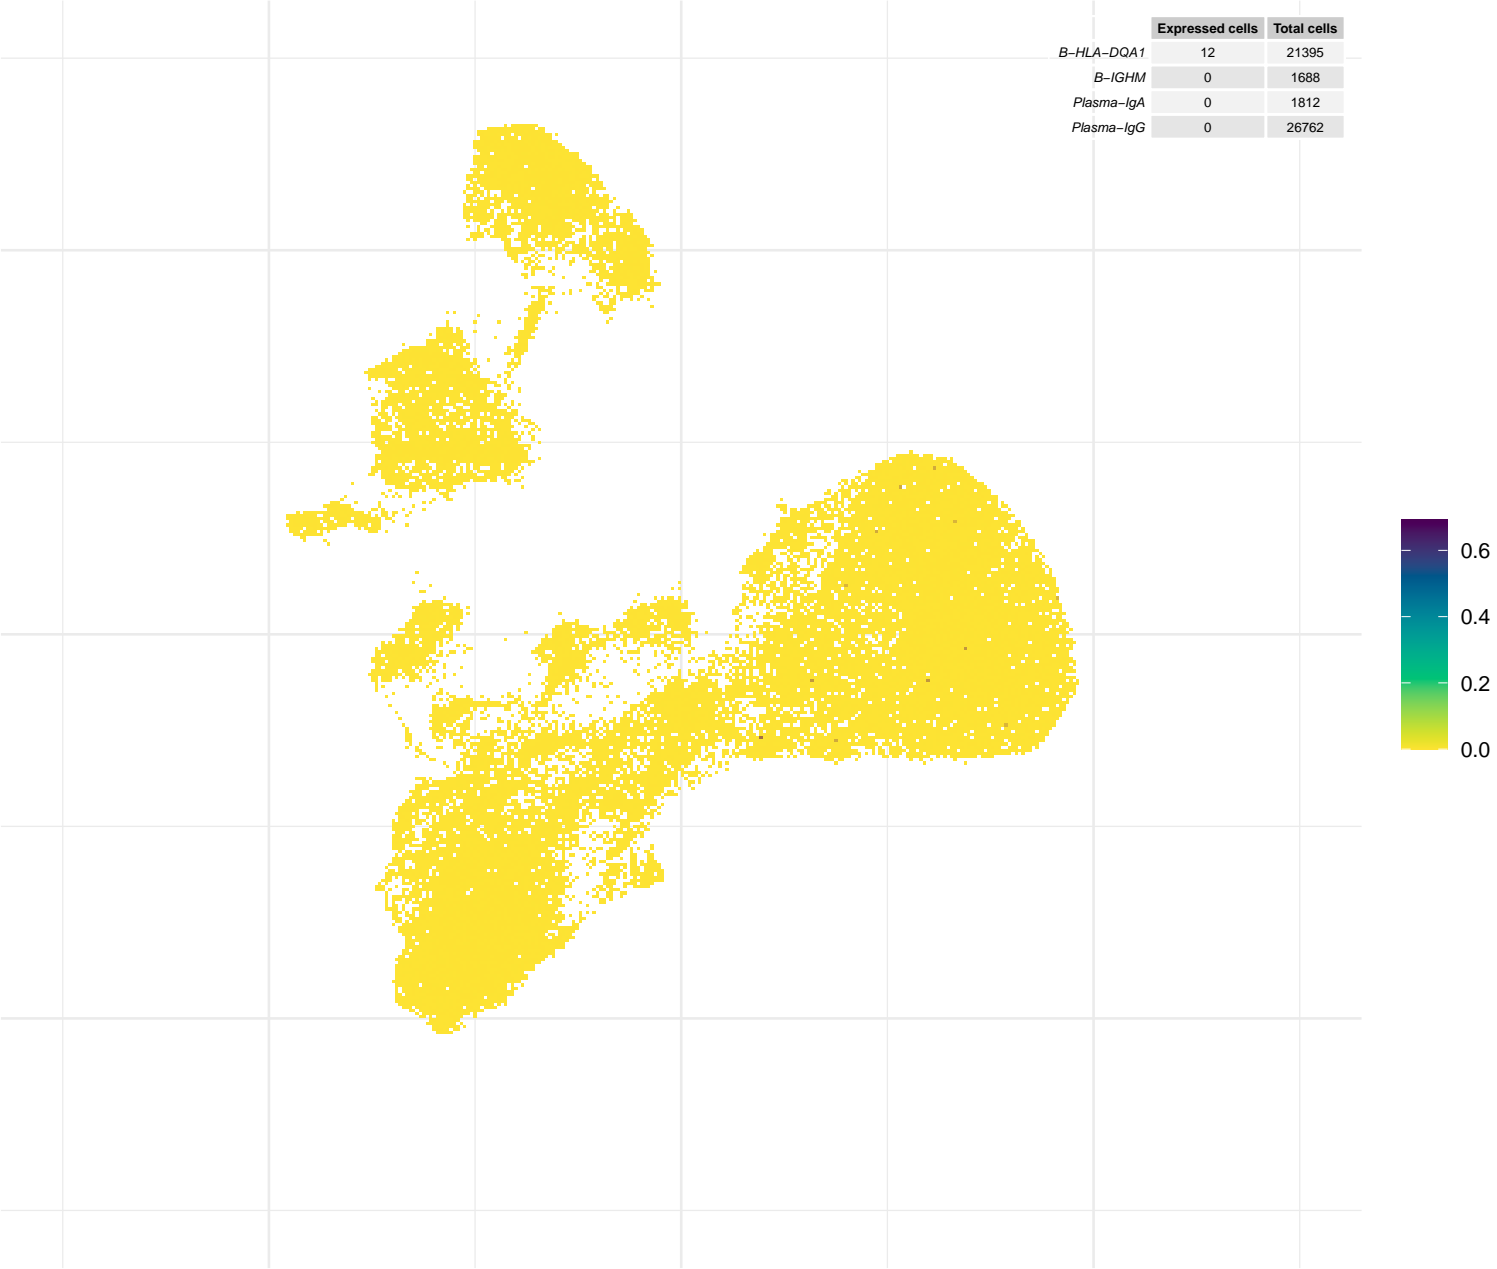 Expressed cells Total cells
B−HLA−DQA1 12 21395
B−IGHM 0 1688
Plasma−IgA 0 1812
Plasma−IgG 0 26762
0.6
0.4
0.2
0.0